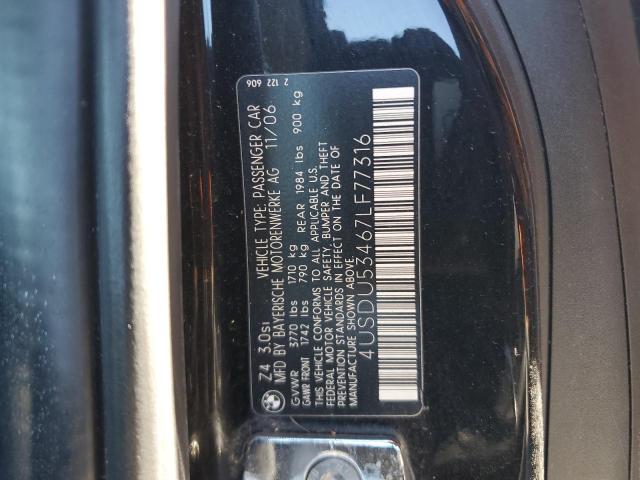 Z4 3.0si VEHICLE TYPE: PASSENGER CAR
MFD BY BAYERISCHE MOTORENWERKE AG 11/06
GVWR 3770 lbs 1710 kg
GAWR FRONT 1742 lbs 790 kg REAR 1984 lbs 900 kg
THIS VEHICLE CONFORMS TO ALL APPLICABLE U.S.
FEDERAL MOTOR VEHICLE SAFETY, BUMPER AND THEFT
PREVENTION STANDARDS IN EFFECT ON THE DATE OF
MANUFACTURE SHOWN ABOVE.
4USDU53467LF77316
2 122 606
BMW